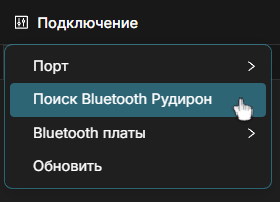 Подключение
Порт
Поиск Bluetooth Рудирон
Bluetooth платы
Обновить